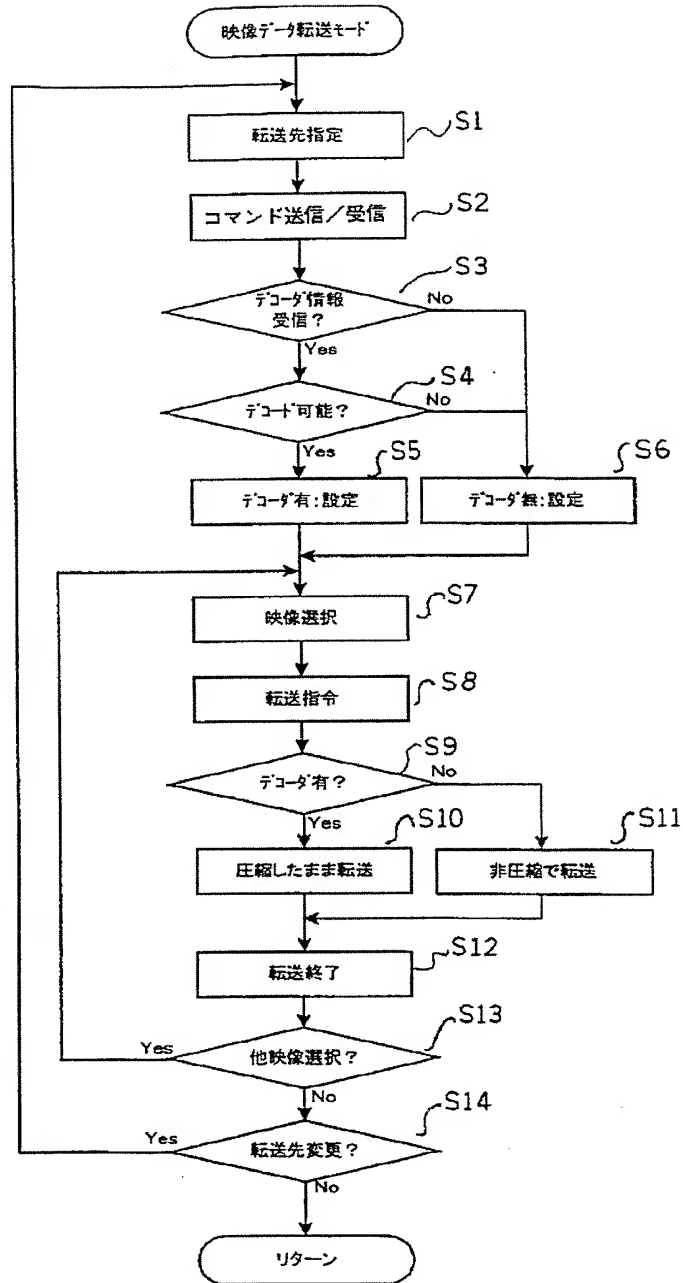 映像データ転送モード
転送先指定
S1
コマンド送信／受信
S2
S3
デコーダ情報
受信？
No
Yes
S4
デコード可能？
No
Yes
S5
S6
デコーダ有：設定
デコーダ無：設定
S7
映像選択
S8
転送指令
S9
デコーダ有？
No
Yes
S10
S11
圧縮したまま転送
非圧縮で転送
S12
転送終了
S13
Yes
他映像選択？
No
S14
Yes
転送先変更？
No
リターン